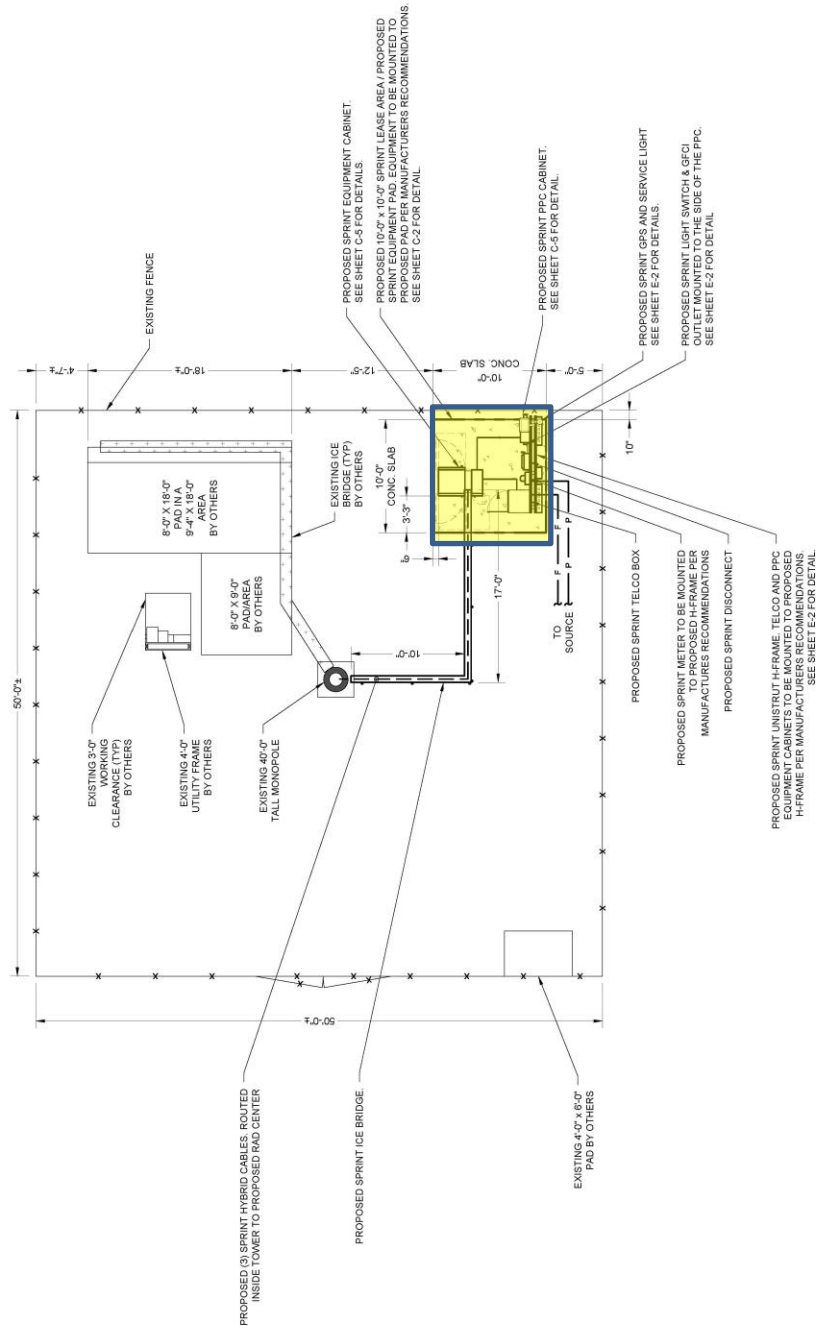 50'-0"±
EXISTING FENCE
4'-7"±
18'-0"±
12'-5"
10'-0"
CONC. SLAB
5'-0"
8'-0" X 18'-0"
PAD IN A
9'-4" X 18'-0"
AREA
BY OTHERS
8'-0" X 9'-0"
PAD/AREA
BY OTHERS
EXISTING ICE
BRIDGE (TYP)
BY OTHERS
EXISTING 3'-0"
WORKING
CLEARANCE (TYP)
BY OTHERS
EXISTING 4'-0"
UTILITY FRAME
BY OTHERS
EXISTING 40'-0"
TALL MONOPOLE
PROPOSED SPRINT EQUIPMENT CABINET.
SEE SHEET C-5 FOR DETAILS.
PROPOSED 10'-0" x 10'-0" SPRINT LEASE AREA / PROPOSED
SPRINT EQUIPMENT PAD. EQUIPMENT TO BE MOUNTED TO
PROPOSED PAD PER MANUFACTURERS RECOMMENDATIONS.
SEE SHEET C-2 FOR DETAIL
PROPOSED SPRINT PPC CABINET.
SEE SHEET C-5 FOR DETAIL.
PROPOSED SPRINT GPS AND SERVICE LIGHT
SEE SHEET E-2 FOR DETAILS.
PROPOSED SPRINT LIGHT SWITCH & GFCI
OUTLET MOUNTED TO THE SIDE OF THE PPC.
SEE SHEET E-2 FOR DETAIL
10'-0"
CONC. SLAB
3'-3"
6"
17'-0"
10'-0"
10"
TO
SOURCE
F
F
P
P
PROPOSED SPRINT TELCO BOX
PROPOSED SPRINT METER TO BE MOUNTED
TO PROPOSED H-FRAME PER
MANUFACTURES RECOMMENDATIONS
PROPOSED SPRINT DISCONNECT
PROPOSED SPRINT UNISTRUT H-FRAME. TELCO AND PPC
EQUIPMENT CABINETS TO BE MOUNTED TO PROPOSED
H-FRAME PER MANUFACTURERS RECOMMENDATIONS.
SEE SHEET E-2 FOR DETAIL.
50'-0"±
PROPOSED (3) SPRINT HYBRID CABLES. ROUTED
INSIDE TOWER TO PROPOSED RAD CENTER
PROPOSED SPRINT ICE BRIDGE.
EXISTING 4'-0" x 6'-0"
PAD BY OTHERS